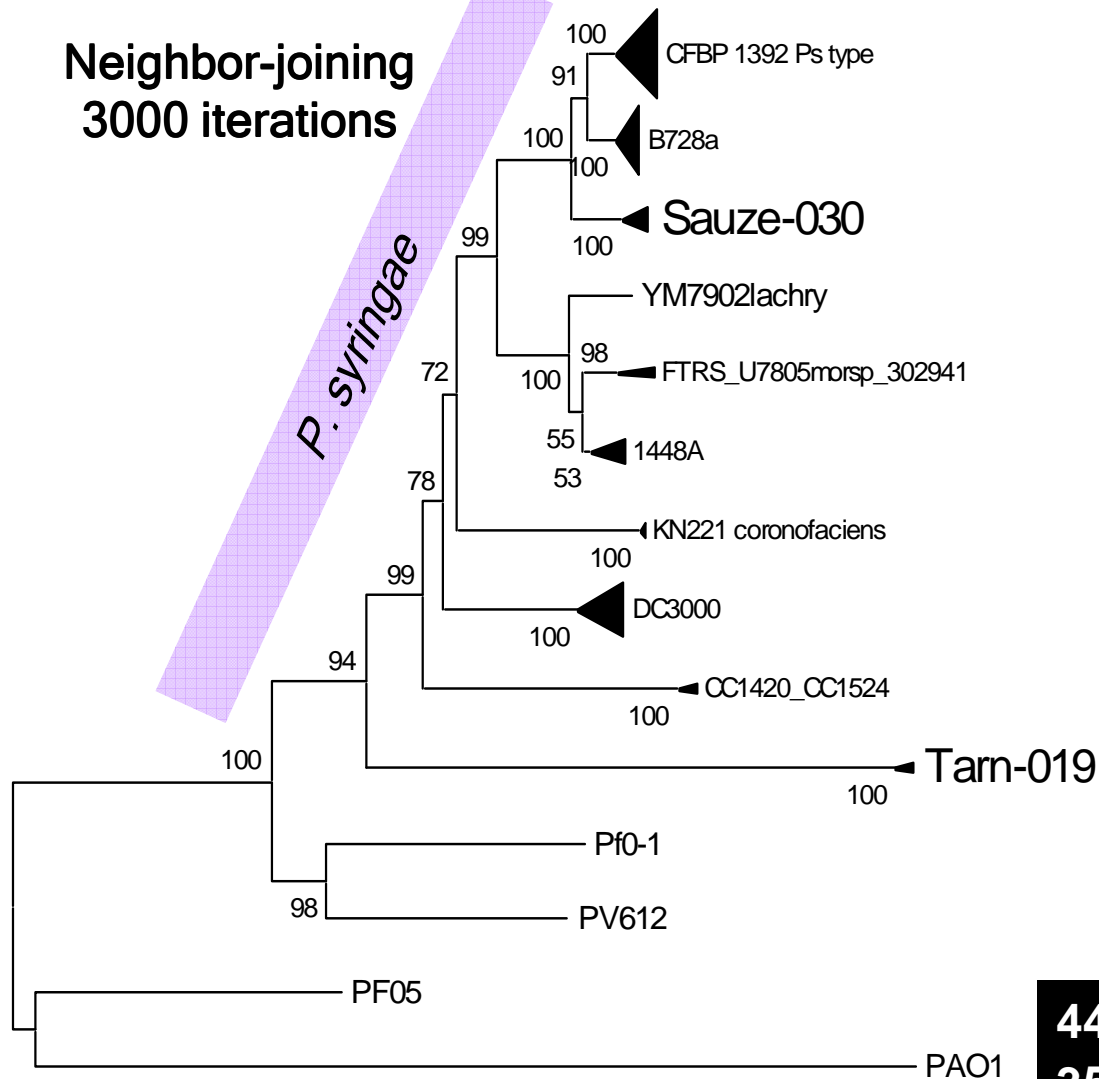 Neighbor-joining
3000 iterations
P. syringae
100
CFBP 1392 Ps type
91
B728a
100
100
Sauze-030
100
99
YM7902lachry
98
FTRS_U7805morsp_302941
100
72
55
1448A
53
78
KN221 coronofaciens
100
99
DC3000
100
94
CC1420_CC1524
100
100
Tarn-019
100
Pf0-1
98
PV612
PF05
44
PAO1